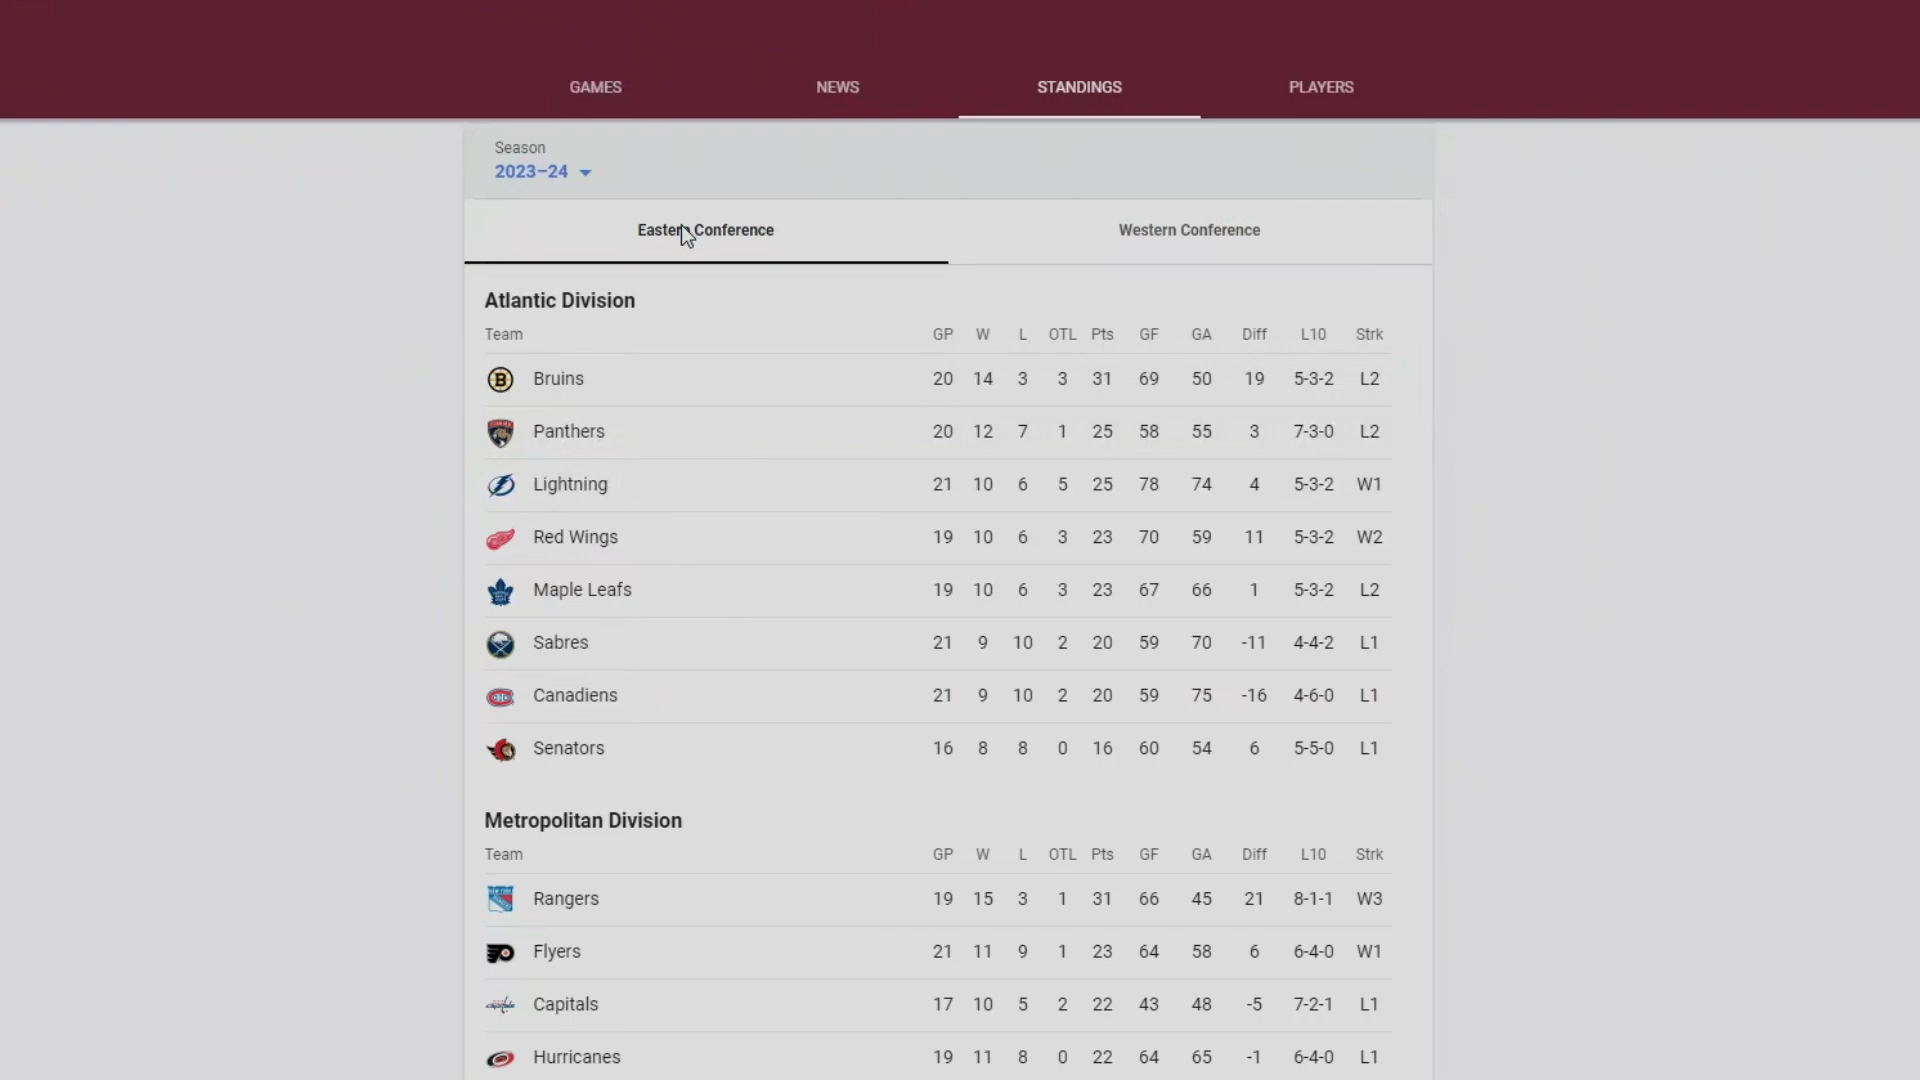 GAMES NEWS STANDINGS PLAYERS
Season
2023–24
Eastern Conference Western Conference
Atlantic Division
Team GP W L OTL Pts GF GA Diff L10 Strk
Bruins 20 14 3 3 31 69 50 19 5-3-2 L2
Panthers 20 12 7 1 25 58 55 3 7-3-0 L2
Lightning 21 10 6 5 25 78 74 4 5-3-2 W1
Red Wings 19 10 6 3 23 70 59 11 5-3-2 W2
Maple Leafs 19 10 6 3 23 67 66 1 5-3-2 L2
Sabres 21 9 10 2 20 59 70 -11 4-4-2 L1
Canadiens 21 9 10 2 20 59 75 -16 4-6-0 L1
Senators 16 8 8 0 16 60 54 6 5-5-0 L1
Metropolitan Division
Team GP W L OTL Pts GF GA Diff L10 Strk
Rangers 19 15 3 1 31 66 45 21 8-1-1 W3
Flyers 21 11 9 1 23 64 58 6 6-4-0 W1
Capitals 17 10 5 2 22 43 48 -5 7-2-1 L1
Hurricanes 19 11 8 0 22 64 65 -1 6-4-0 L1